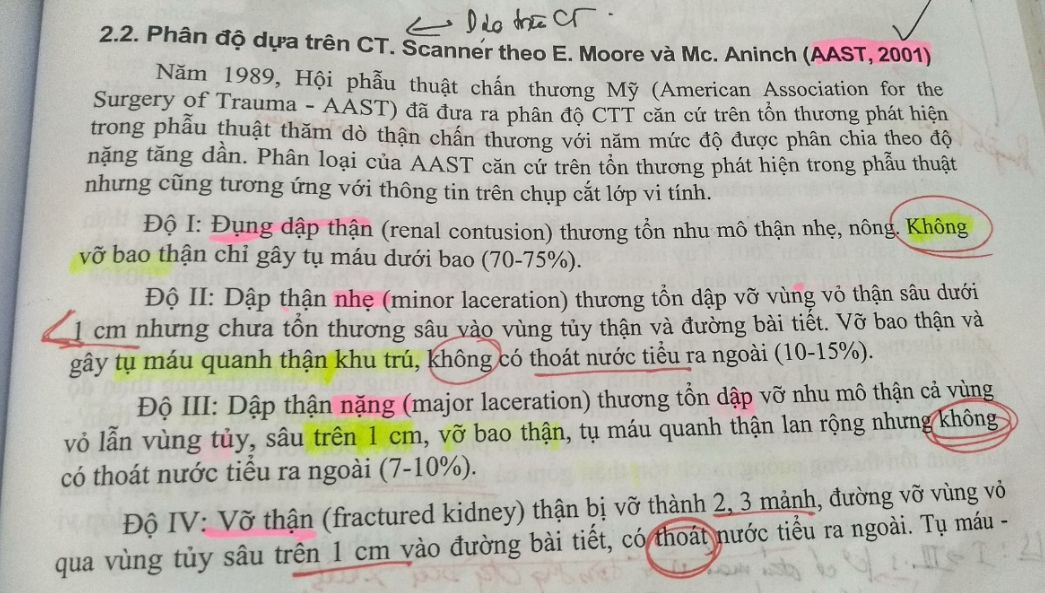 ← Dựa trên CT.
2.2. Phân độ dựa trên CT. Scanner theo E. Moore và Mc. Aninch (AAST, 2001)
Năm 1989, Hội phẫu thuật chấn thương Mỹ (American Association for the
Surgery of Trauma - AAST) đã đưa ra phân độ CTT căn cứ trên tổn thương phát hiện
trong phẫu thuật thăm dò thận chấn thương với năm mức độ được phân chia theo độ
nặng tăng dần. Phân loại của AAST căn cứ trên tổn thương phát hiện trong phẫu thuật
nhưng cũng tương ứng với thông tin trên chụp cắt lớp vi tính.
Độ I: Đụng dập thận (renal contusion) thương tổn nhu mô thận nhẹ, nông. Không
vỡ bao thận chỉ gây tụ máu dưới bao (70-75%).
Độ II: Dập thận nhẹ (minor laceration) thương tổn dập vỡ vùng vỏ thận sâu dưới
1 cm nhưng chưa tổn thương sâu vào vùng tủy thận và đường bài tiết. Vỡ bao thận và
gây tụ máu quanh thận khu trú, không có thoát nước tiểu ra ngoài (10-15%).
Độ III: Dập thận nặng (major laceration) thương tổn dập vỡ nhu mô thận cả vùng
vỏ lẫn vùng tủy, sâu trên 1 cm, vỡ bao thận, tụ máu quanh thận lan rộng nhưng không
có thoát nước tiểu ra ngoài (7-10%).
Độ IV: Vỡ thận (fractured kidney) thận bị vỡ thành 2, 3 mảnh, đường vỡ vùng vỏ
qua vùng tủy sâu trên 1 cm vào đường bài tiết, có thoát nước tiểu ra ngoài. Tụ máu -